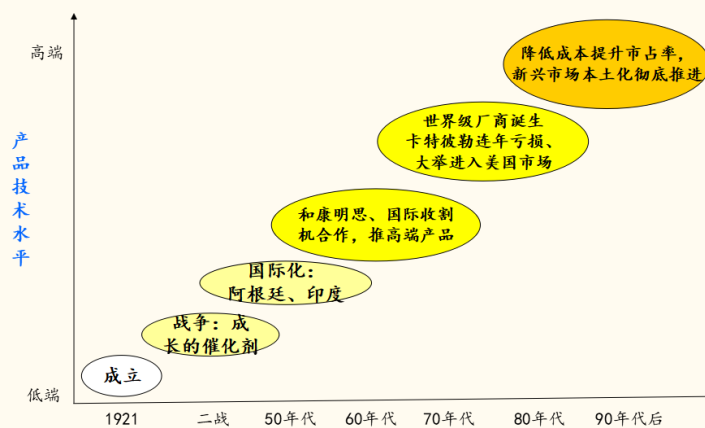 高端
降低成本提升市占率，
新兴市场本土化彻底推进
世界级厂商诞生
卡特彼勒连年亏损、
大举进入美国市场
产品技术水平
和康明思、国际收割
机合作，推高端产品
国际化：
阿根廷、印度
战争：成
长的催化剂
成立
低端
1921
二战
50年代
60年代
70年代
80年代
90年代后